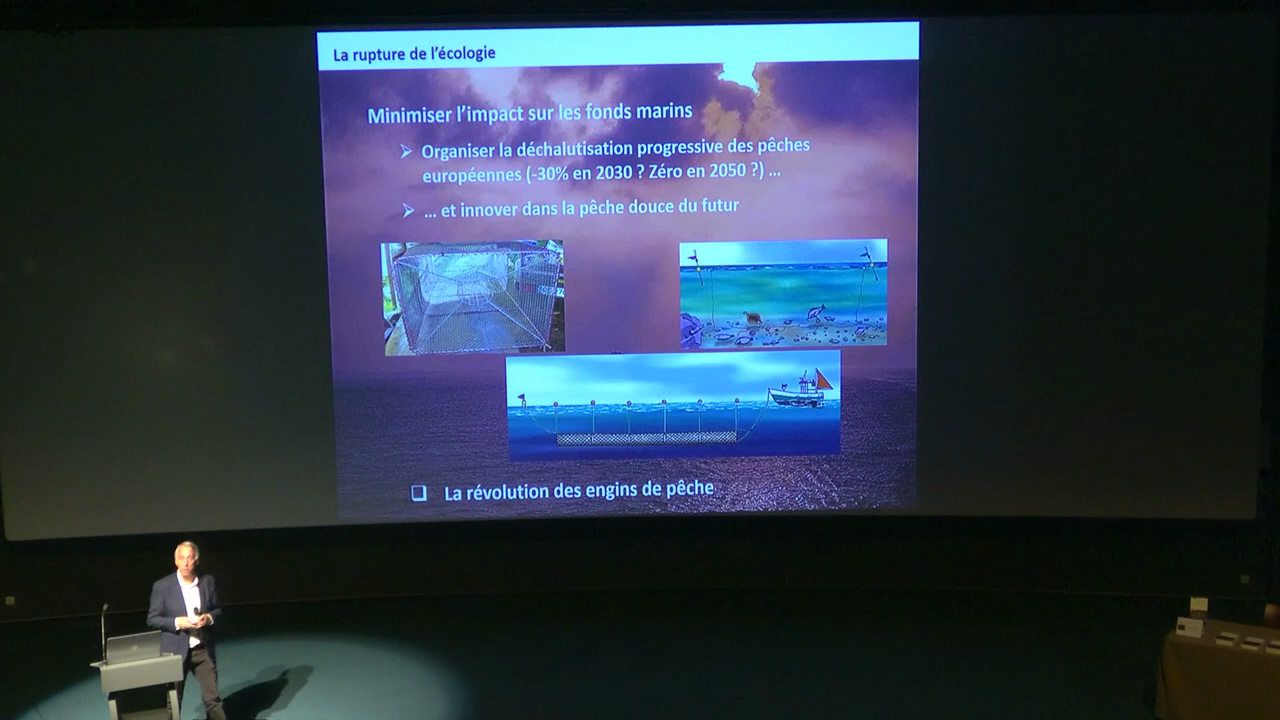 La rupture de l'écologie
Minimiser l'impact sur les fonds marins
➢ Organiser la déchalutisation progressive des pêches
européennes (-30% en 2030 ? Zéro en 2050 ?) ...
➢ ... et innover dans la pêche douce du futur
❑ La révolution des engins de pêche